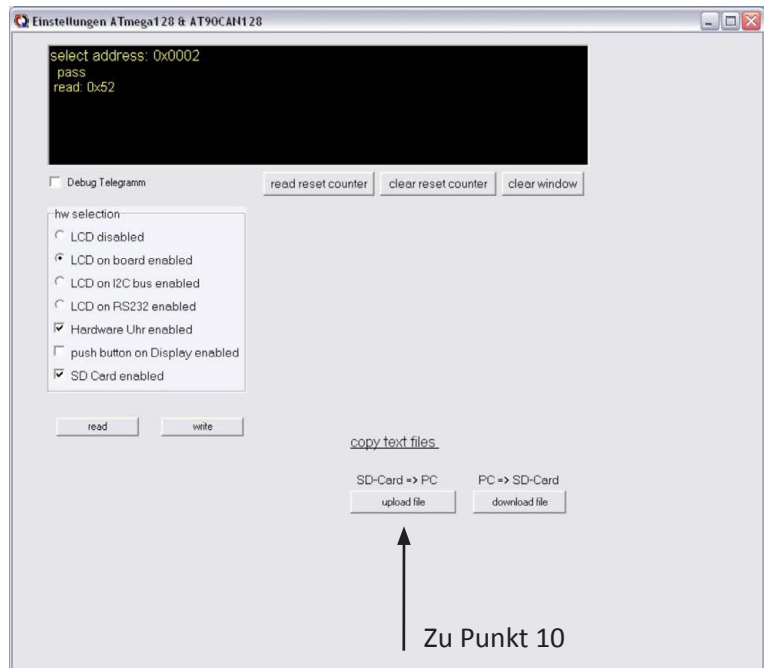 Einstellungen ATmega128 & AT90CAN128
select address: 0x0002
pass
read: 0x52
Debug Telegramm
read reset counter
clear reset counter
clear window
hw selection
LCD disabled
LCD on board enabled
LCD on I2C bus enabled
LCD on RS232 enabled
Hardware Uhr enabled
push button on Display enabled
SD Card enabled
read
write
copy text files
SD-Card => PC
PC => SD-Card
upload file
download file
Zu Punkt 10